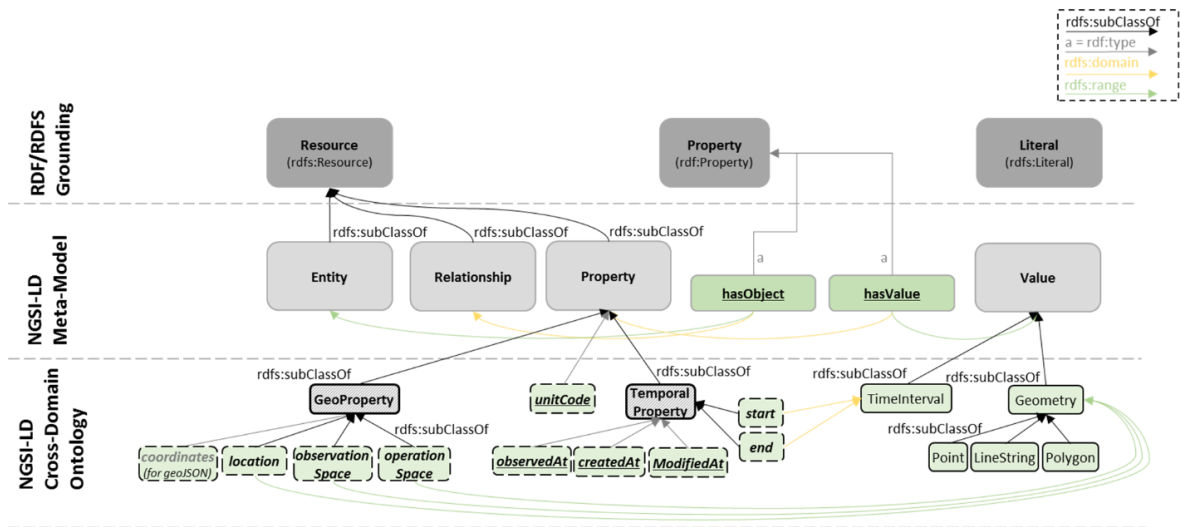 rdfs:subClassOf
a = rdf:type
rdfs:domain
rdfs:range
RDF/RDFS
Grounding
Resource
(rdfs:Resource)
Property
(rdf:Property)
Literal
(rdfs:Literal)
NGSI-LD
Meta-Model
rdfs:subClassOf
rdfs:subClassOf
rdfs:subClassOf
a
a
Entity
Relationship
Property
hasObject
hasValue
Value
NGSI-LD
Cross-Domain
Ontology
rdfs:subClassOf
rdfs:subClassOf
rdfs:subClassOf
rdfs:subClassOf
GeoProperty
unitCode
Temporal
Property
start
end
TimeInterval
Geometry
rdfs:subClassOf
rdfs:subClassOf
coordinates
(for geoJSON)
location
observation
Space
operation
Space
observedAt
createdAt
ModifiedAt
Point
LineString
Polygon